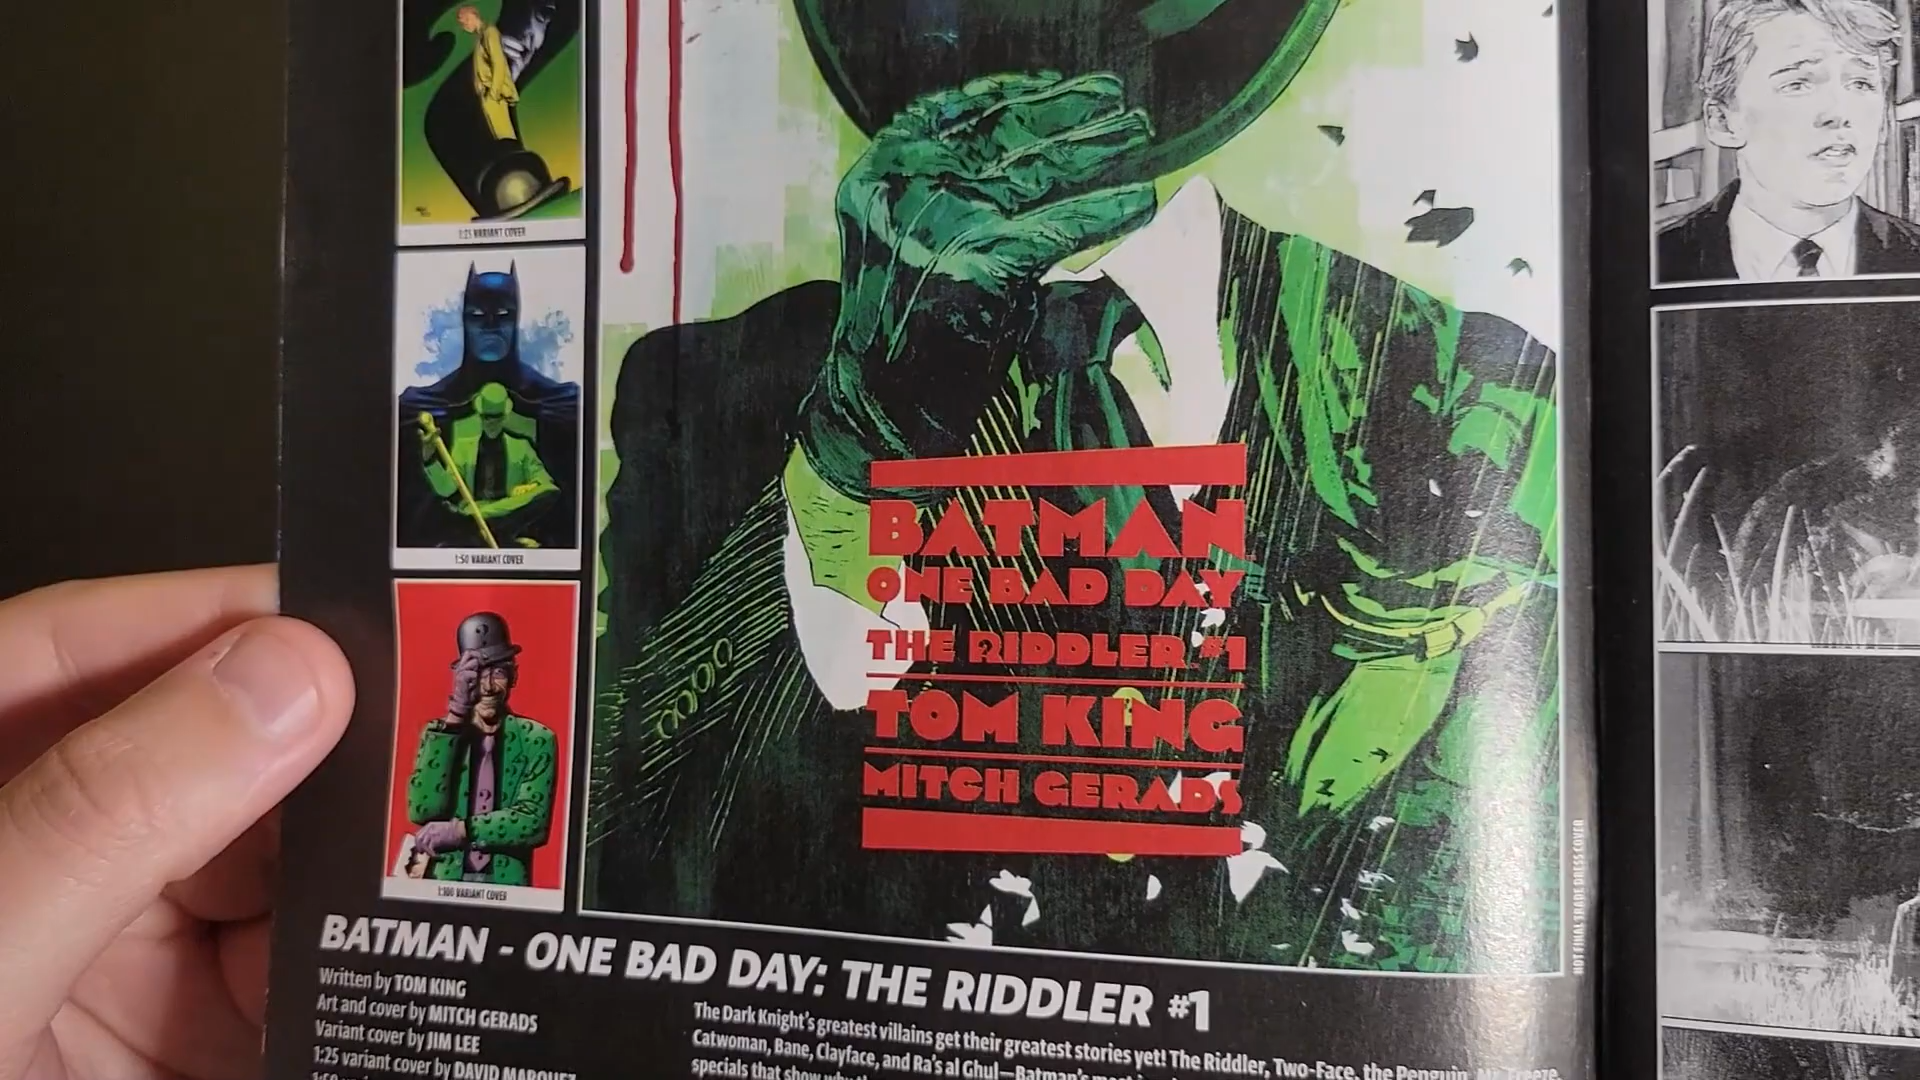 1:25 VARIANT COVER
1:50 VARIANT COVER
1:100 VARIANT COVER
BATMAN
ONE BAD DAY
THE RIDDLER #1
TOM KING
MITCH GERADS
NOT FINAL TRADE DRESS COVER
BATMAN - ONE BAD DAY: THE RIDDLER #1
Written by TOM KING
Art and cover by MITCH GERADS
Variant cover by JIM LEE
1:25 variant cover by DAVID MARQUEZ
The Dark Knight's greatest villains get their greatest stories yet! The Riddler, Two-Face, the Penguin, Mr. Freeze,
Catwoman, Bane, Clayface, and Ra's al Ghul—Batman's most
specials that show why